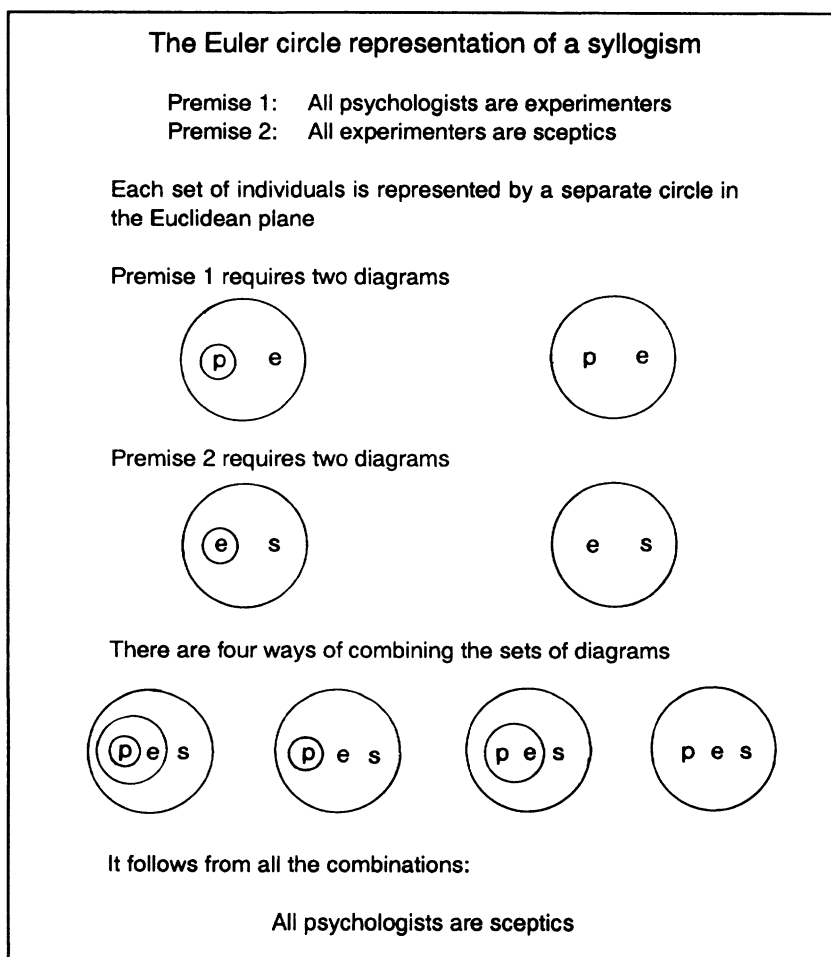 The Euler circle representation of a syllogism
Premise 1: All psychologists are experimenters
Premise 2: All experimenters are sceptics
Each set of individuals is represented by a separate circle in
the Euclidean plane
Premise 1 requires two diagrams
p e p e
Premise 2 requires two diagrams
e s e s
There are four ways of combining the sets of diagrams
p e s p e s p e s p e s
It follows from all the combinations:
All psychologists are sceptics